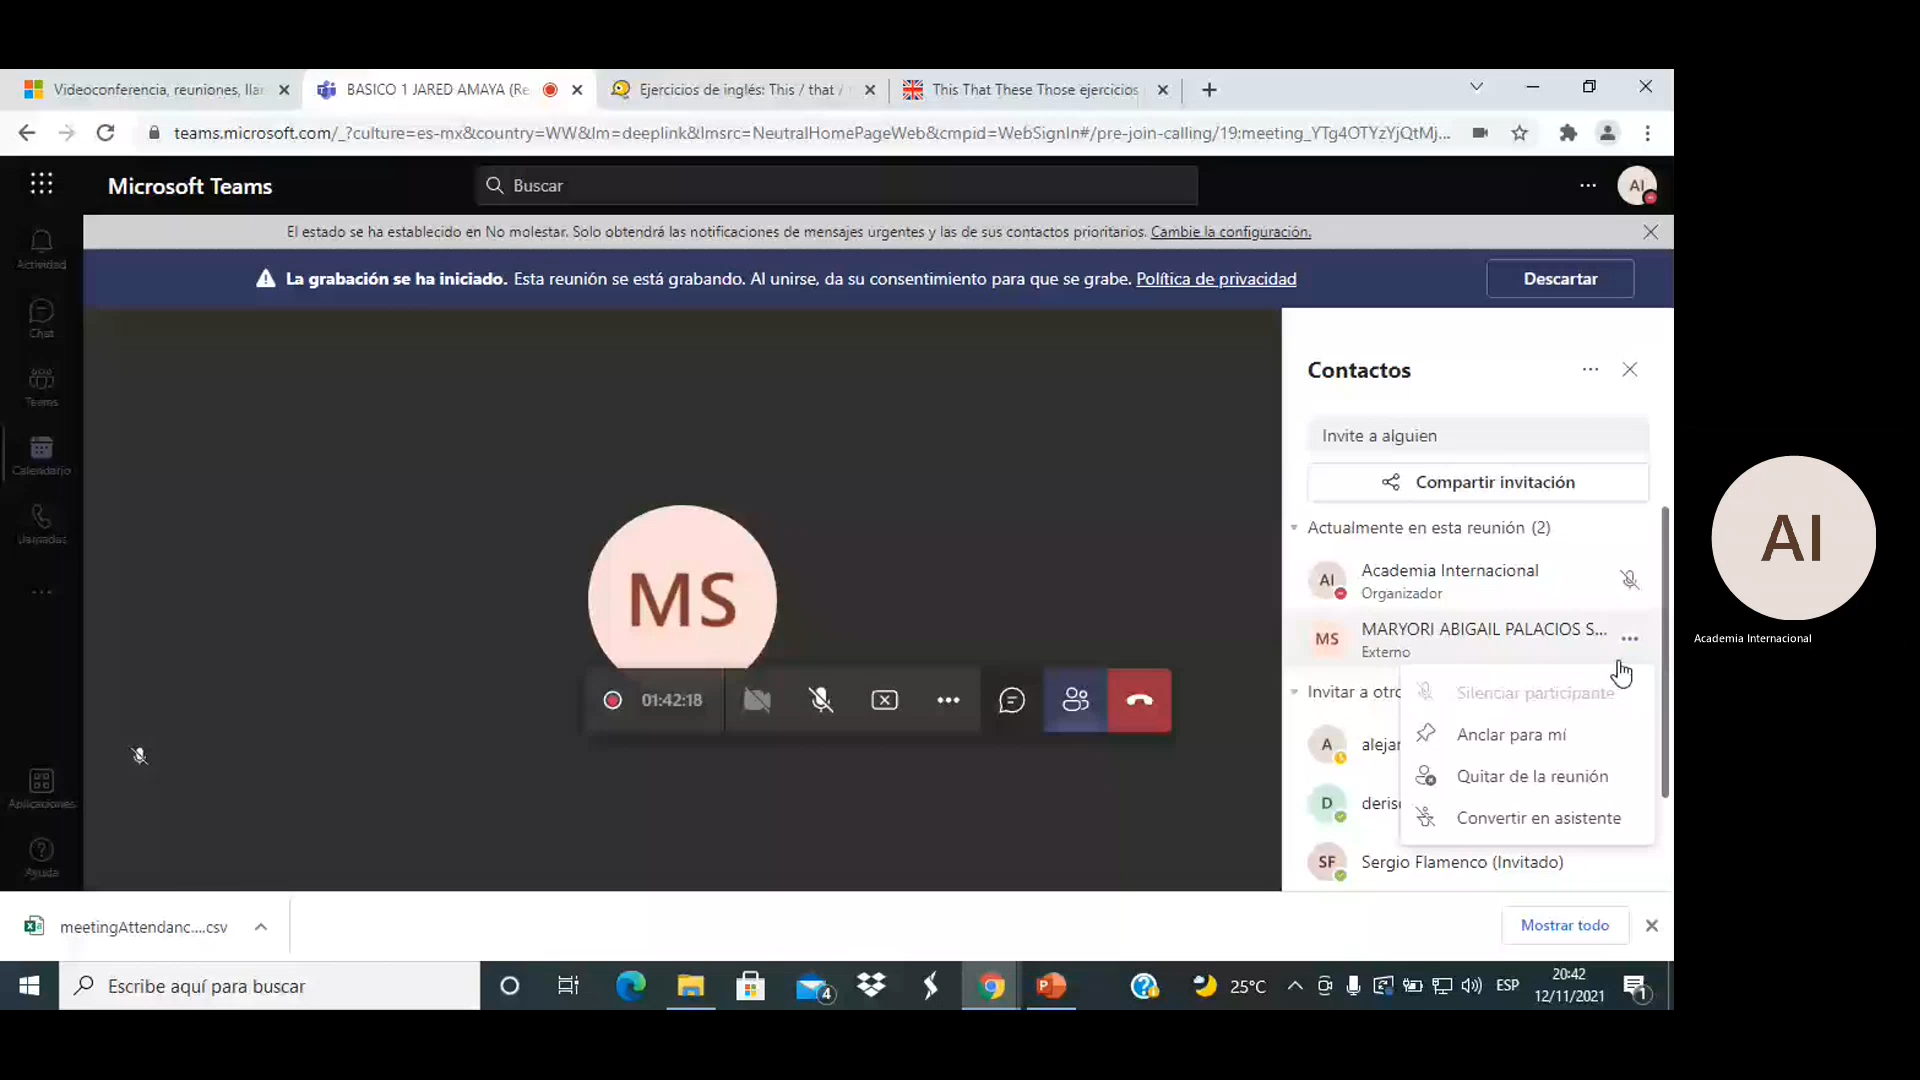 Videoconferencia, reuniones, lla
BASICO 1 JARED AMAYA (Re
Ejercicios de inglés: This / that /
This That These Those ejercicios
teams.microsoft.com/_?culture=es-mx&country=WW&lm=deeplink&lmsrc=NeutralHomePageWeb&cmpid=WebSignIn#/pre-join-calling/19:meeting_YTg4OTYzYjQtMj...
Microsoft Teams
Buscar
AI
El estado se ha establecido en No molestar. Solo obtendrá las notificaciones de mensajes urgentes y las de sus contactos prioritarios. Cambie la configuración.
La grabación se ha iniciado. Esta reunión se está grabando. Al unirse, da su consentimiento para que se grabe. Política de privacidad
Descartar
Actividad
Chat
Teams
Calendario
Llamadas
Aplicaciones
Ayuda
MS
01:42:18
Contactos
Invite a alguien
Compartir invitación
Actualmente en esta reunión (2)
AI
Academia Internacional
Organizador
MS
MARYORI ABIGAIL PALACIOS S...
Externo
Invitar a otro
Silenciar participante
Anclar para mí
Quitar de la reunión
Convertir en asistente
A
alejar
D
deris
SF
Sergio Flamenco (Invitado)
AI
Academia Internacional
meetingAttendanc....csv
Mostrar todo
Escribe aquí para buscar
4
25°C
ESP
20:42
12/11/2021
1